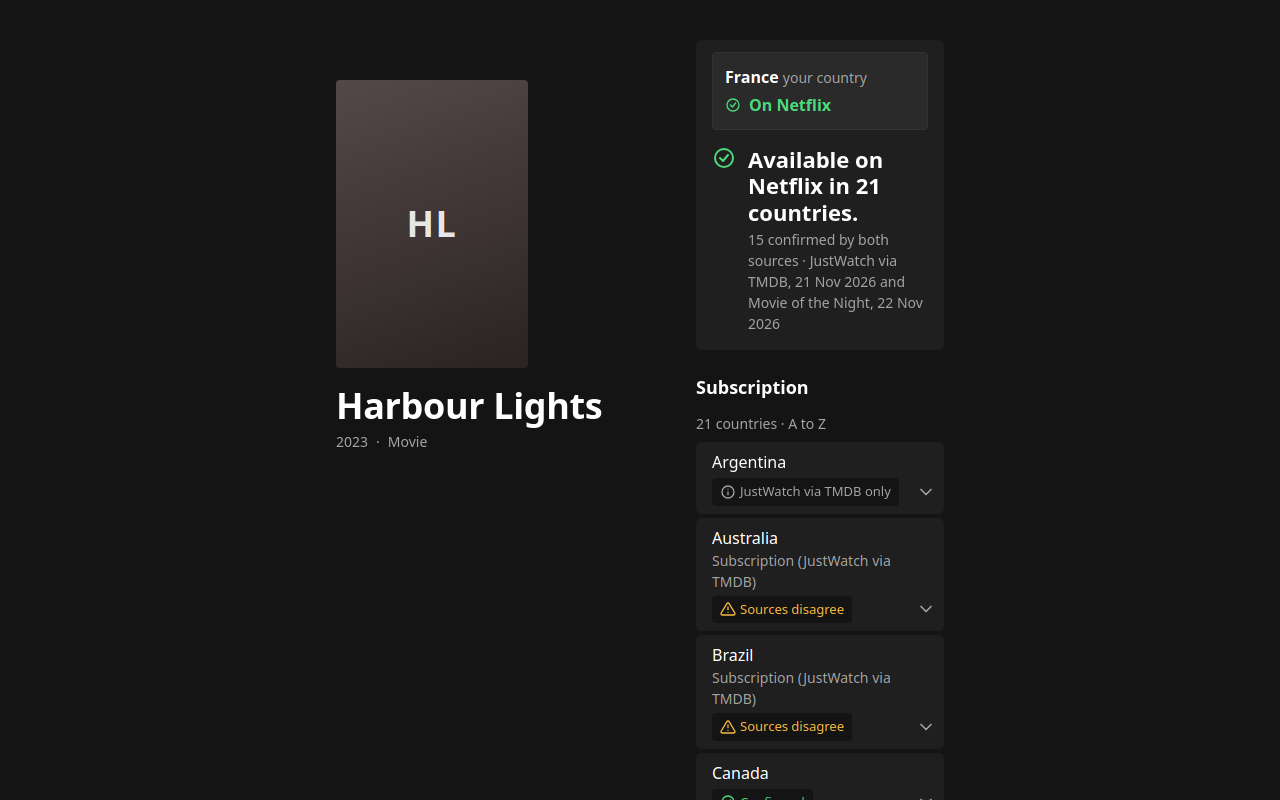 HL
Harbour Lights
2023 · Movie
France your country
On Netflix
Available on
Netflix in 21
countries.
15 confirmed by both
sources · JustWatch via
TMDB, 21 Nov 2026 and
Movie of the Night, 22 Nov
2026
Subscription
21 countries · A to Z
Argentina
JustWatch via TMDB only
Australia
Subscription (JustWatch via
TMDB)
Sources disagree
Brazil
Subscription (JustWatch via
TMDB)
Sources disagree
Canada